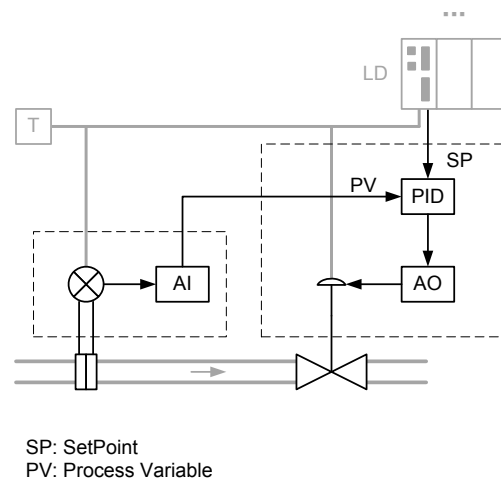 ...
LD
T
SP
PV
PID
AI
AO
SP: SetPoint
PV: Process Variable